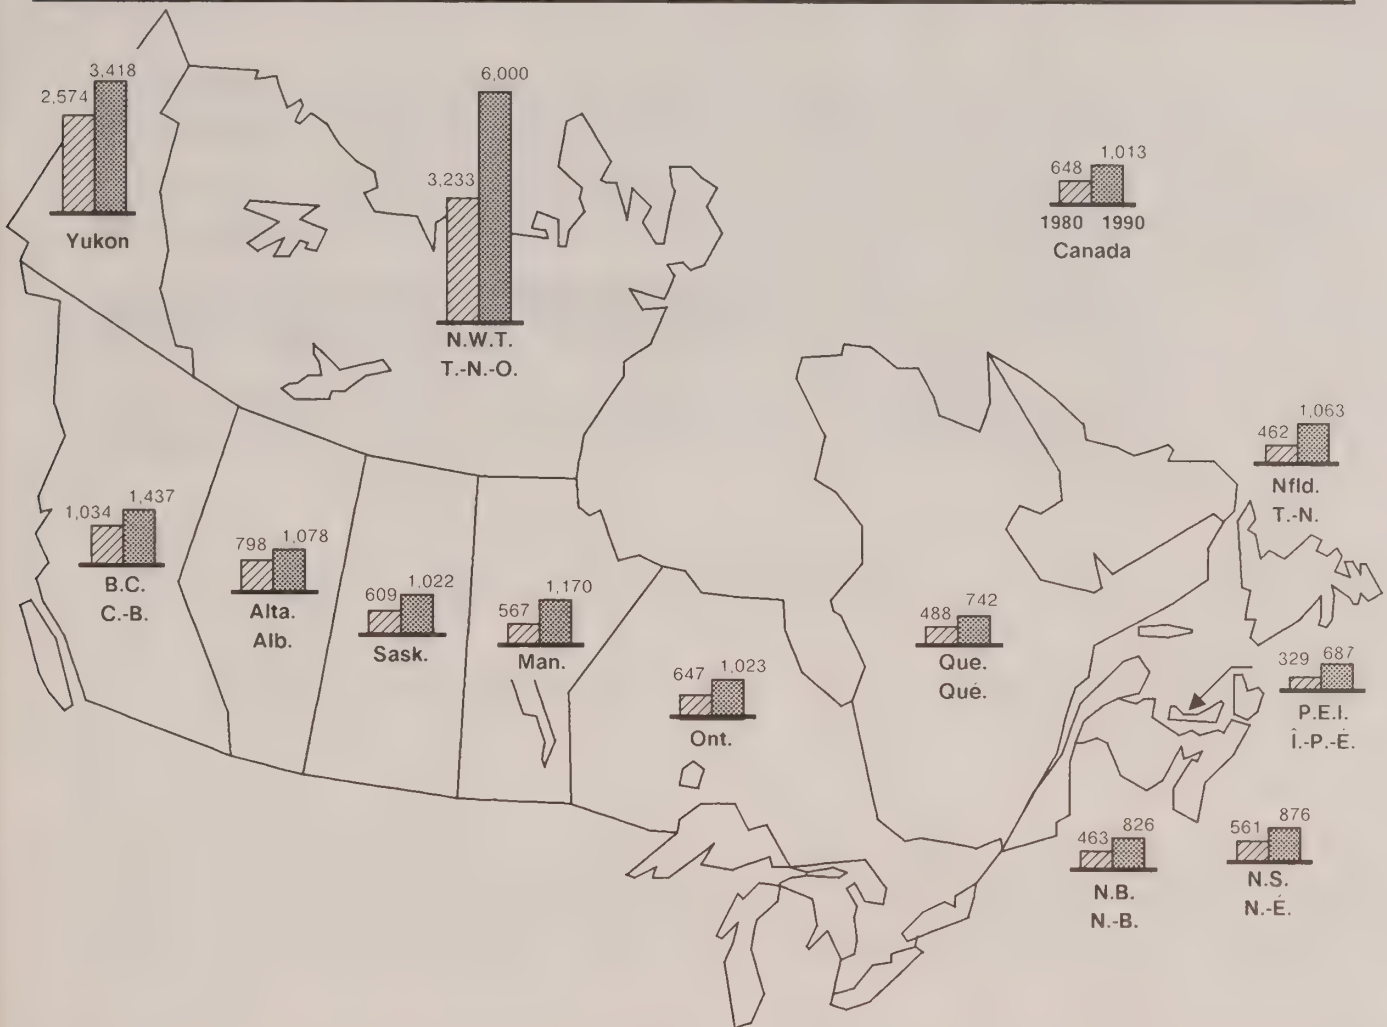 2,574
3,418
Yukon
3,233
6,000
N.W.T.
T.-N.-O.
648
1,013
1980 1990
Canada
1,034
1,437
B.C.
C.-B.
798
1,078
Alta.
Alb.
609
1,022
Sask.
567
1,170
Man.
647
1,023
Ont.
488
742
Que.
Qué.
462
1,063
Nfld.
T.-N.
329
687
P.E.I.
Î.-P.-É.
463
826
N.B.
N.-B.
561
876
N.S.
N.-É.